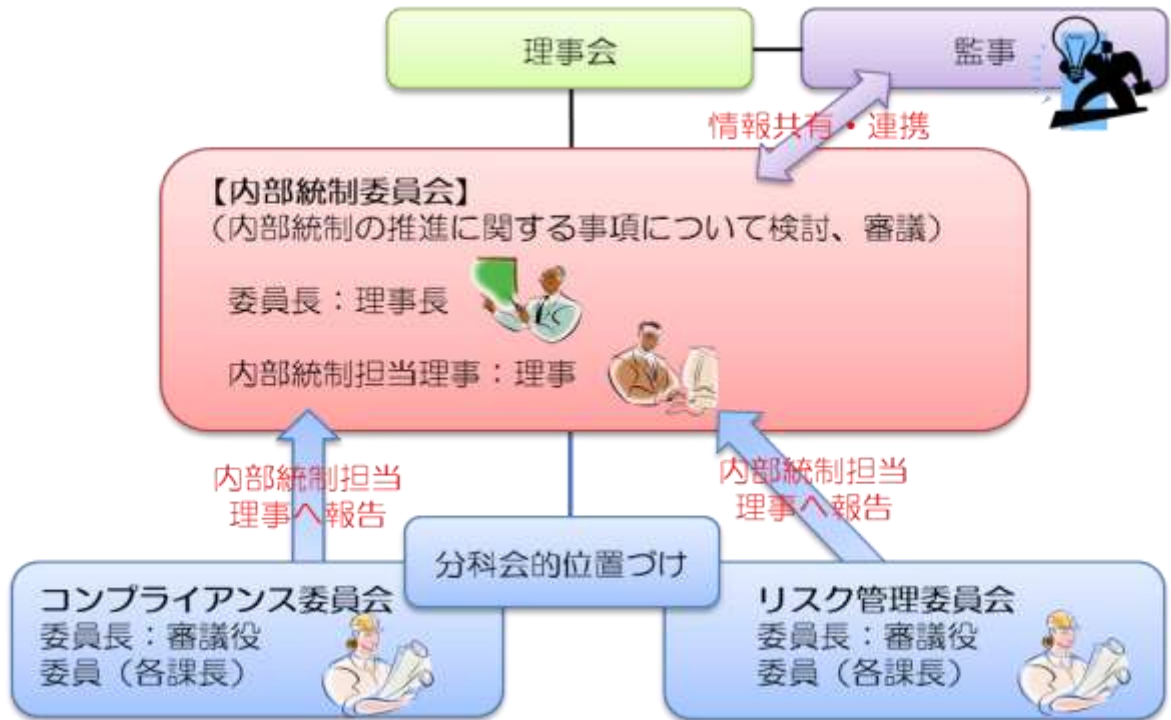 理事会
監事
情報共有・連携
【内部統制委員会】
（内部統制の推進に関する事項について検討、審議）
委員長：理事長
内部統制担当理事：理事
内部統制担当
理事へ報告
内部統制担当
理事へ報告
分科会的位置づけ
コンプライアンス委員会
委員長：審議役
委員（各課長）
リスク管理委員会
委員長：審議役
委員（各課長）